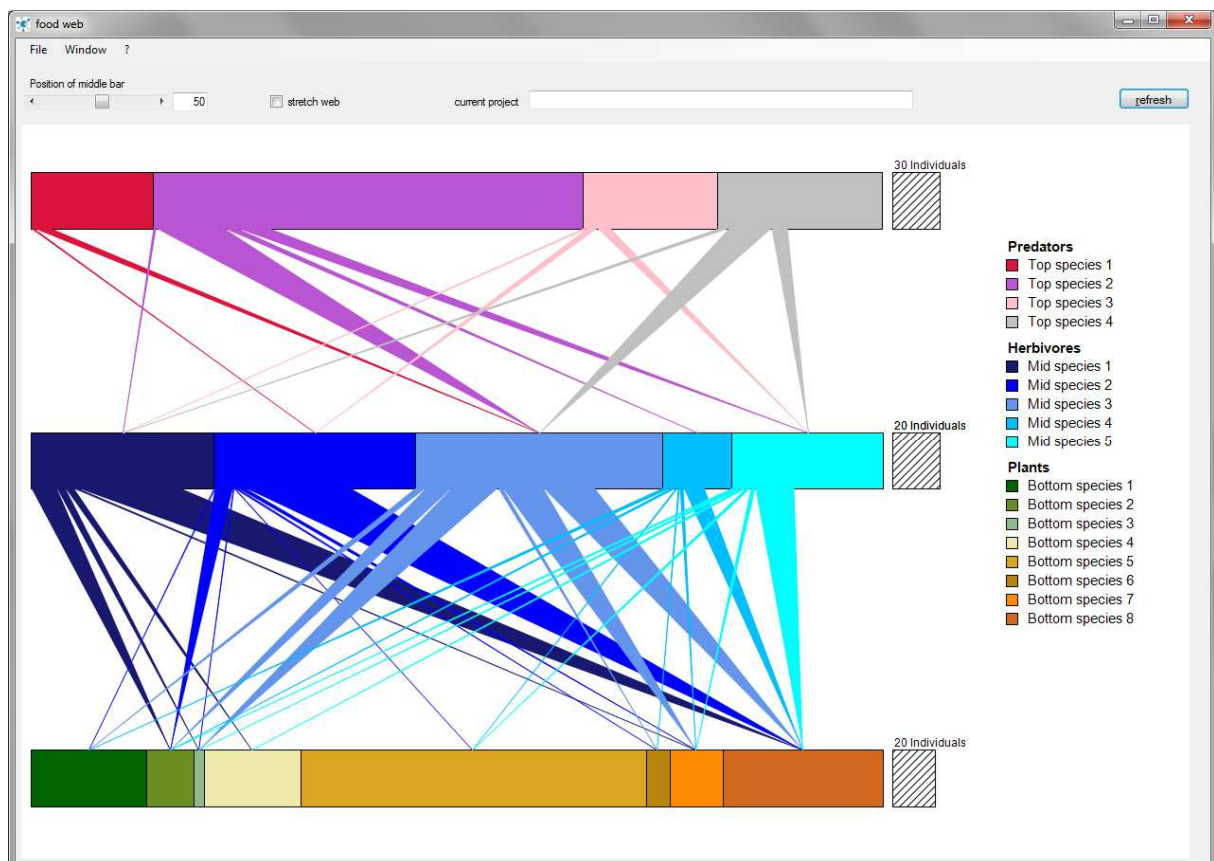 food web
File Window ?
Position of middle bar
50
stretch web
current project
refresh
30 Individuals
20 Individuals
20 Individuals
Predators
Top species 1
Top species 2
Top species 3
Top species 4
Herbivores
Mid species 1
Mid species 2
Mid species 3
Mid species 4
Mid species 5
Plants
Bottom species 1
Bottom species 2
Bottom species 3
Bottom species 4
Bottom species 5
Bottom species 6
Bottom species 7
Bottom species 8